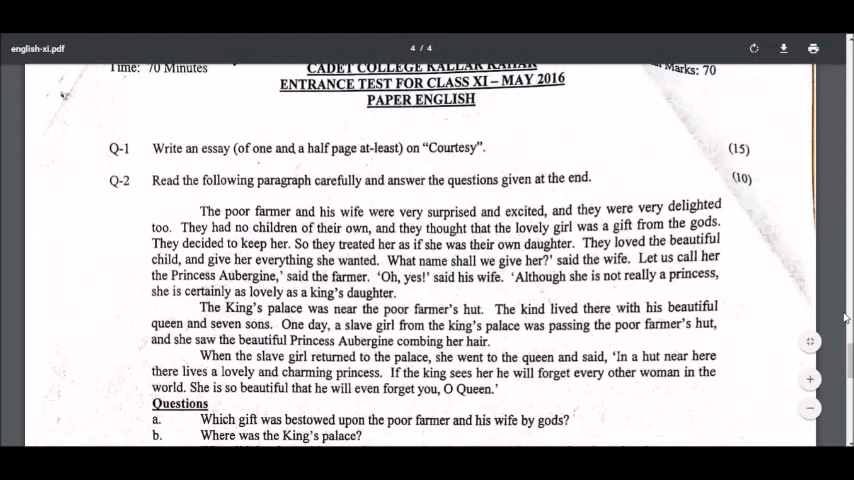 english-xi.pdf
4 / 4
Time: 70 Minutes
CADET COLLEGE KALLAR KAHAR
Marks: 70
ENTRANCE TEST FOR CLASS XI – MAY 2016
PAPER ENGLISH
Q-1 Write an essay (of one and a half page at-least) on “Courtesy”. (15)
Q-2 Read the following paragraph carefully and answer the questions given at the end. (10)
The poor farmer and his wife were very surprised and excited, and they were very delighted
too. They had no children of their own, and they thought that the lovely girl was a gift from the gods.
They decided to keep her. So they treated her as if she was their own daughter. They loved the beautiful
child, and give her everything she wanted. What name shall we give her?’ said the wife. Let us call her
the Princess Aubergine,’ said the farmer. ‘Oh, yes!’ said his wife. ‘Although she is not really a princess,
she is certainly as lovely as a king’s daughter.
The King’s palace was near the poor farmer’s hut. The kind lived there with his beautiful
queen and seven sons. One day, a slave girl from the king’s palace was passing the poor farmer’s hut,
and she saw the beautiful Princess Aubergine combing her hair.
When the slave girl returned to the palace, she went to the queen and said, ‘In a hut near here
there lives a lovely and charming princess. If the king sees her he will forget every other woman in the
world. She is so beautiful that he will even forget you, O Queen.’
Questions
a. Which gift was bestowed upon the poor farmer and his wife by gods?
b. Where was the King’s palace?